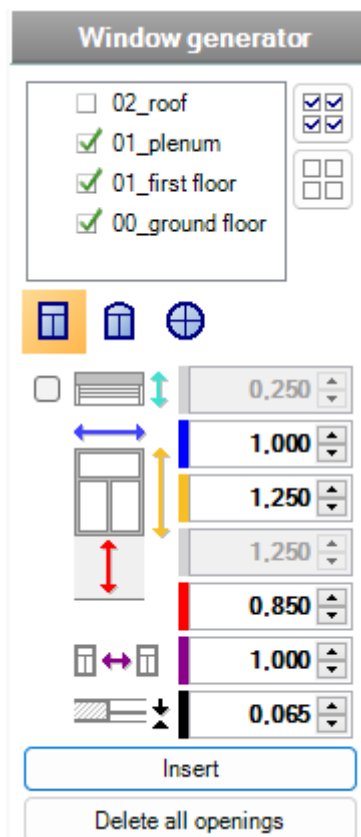 Window generator
02_roof
01_plenum
01_first floor
00_ground floor
0.250
1.000
1.250
1.250
0.850
1.000
0.065
Insert
Delete all openings